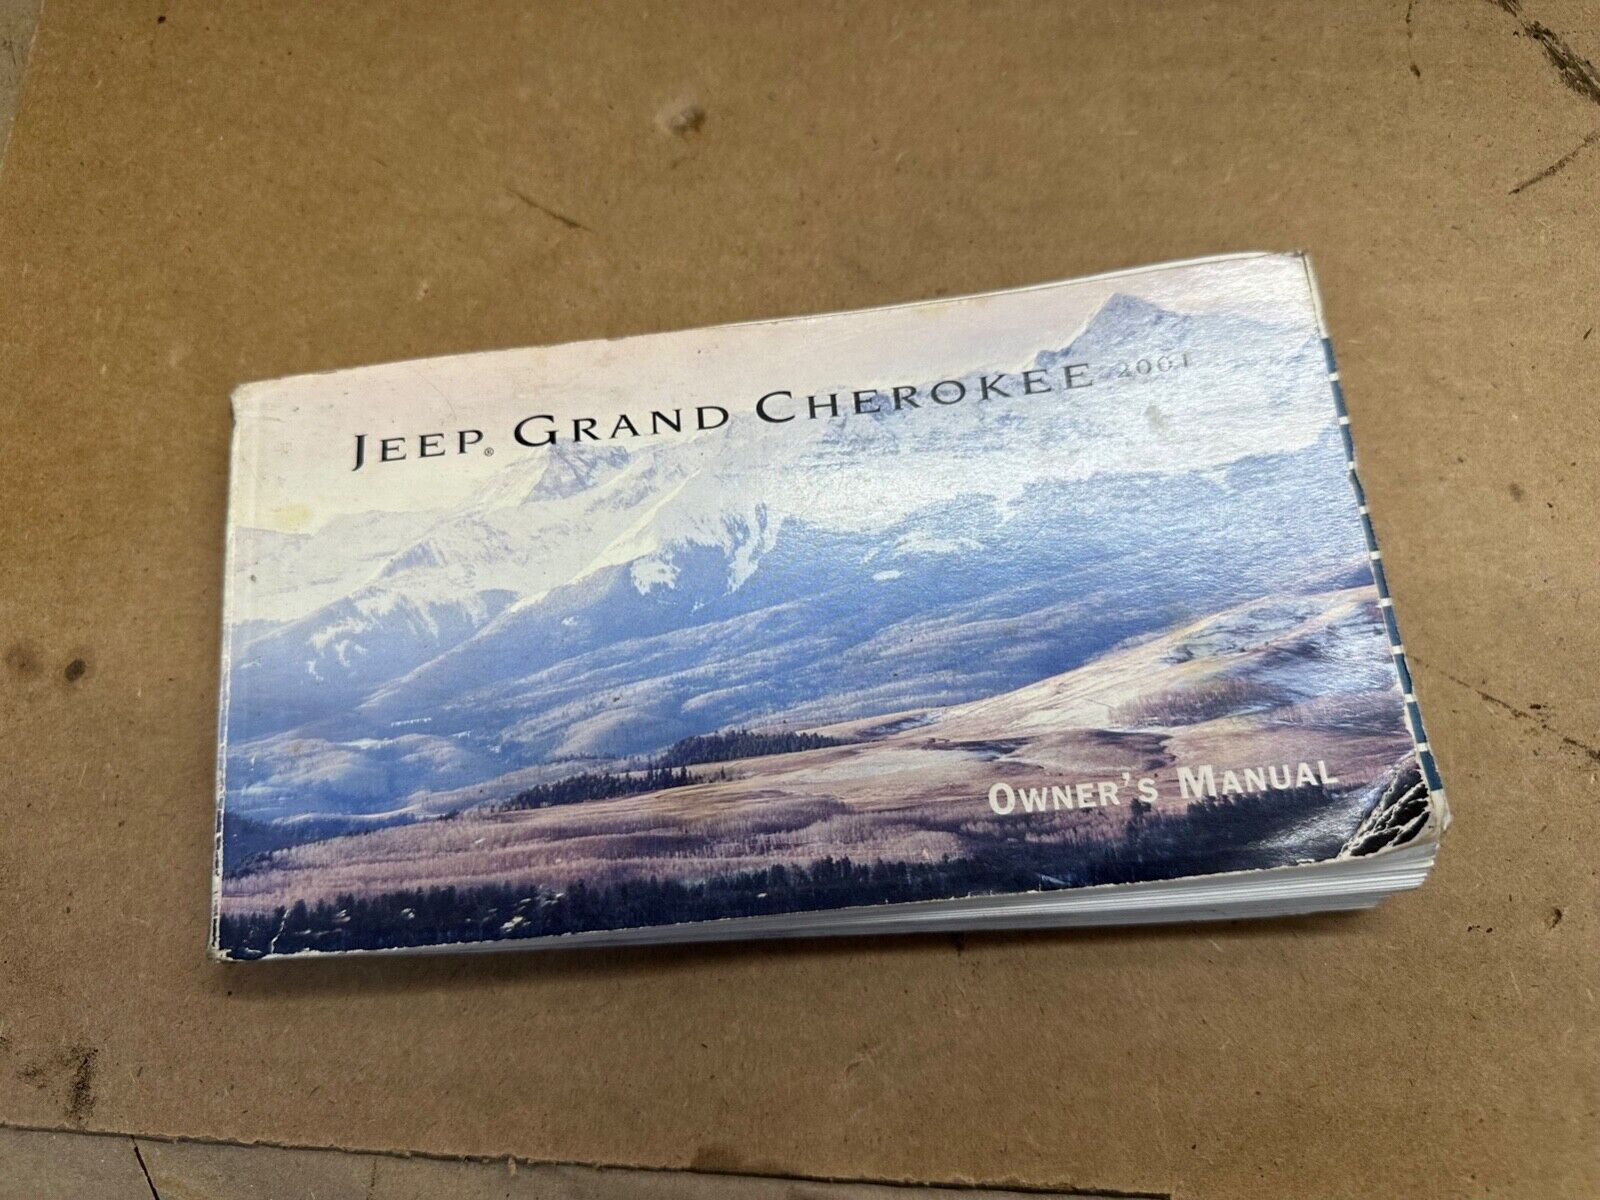 JEEP® GRAND CHEROKEE 2001
OWNER'S MANUAL